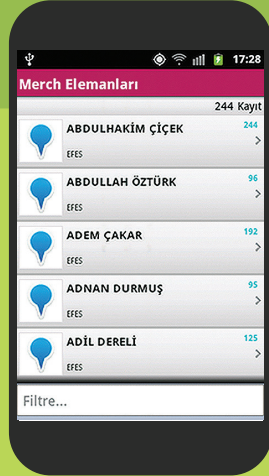 17:28
Merch Elemanları
244 Kayıt
ABDULHAKİM ÇİÇEK 244
EFES
ABDULLAH ÖZTÜRK 96
EFES
ADEM ÇAKAR 192
EFES
ADNAN DURMUŞ 95
EFES
ADİL DERELİ 125
EFES
Filtre...